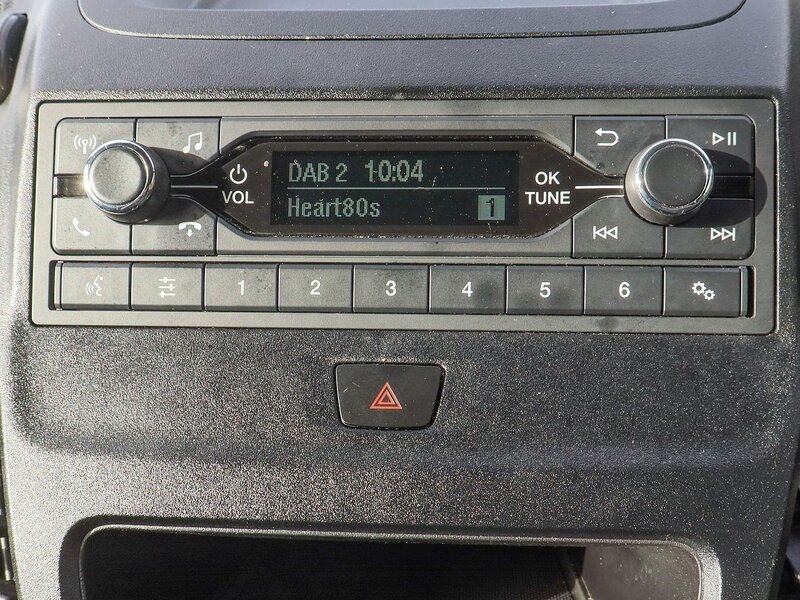 DAB 2 10:04
Heart80s 1
VOL
OK
TUNE
1 2 3 4 5 6